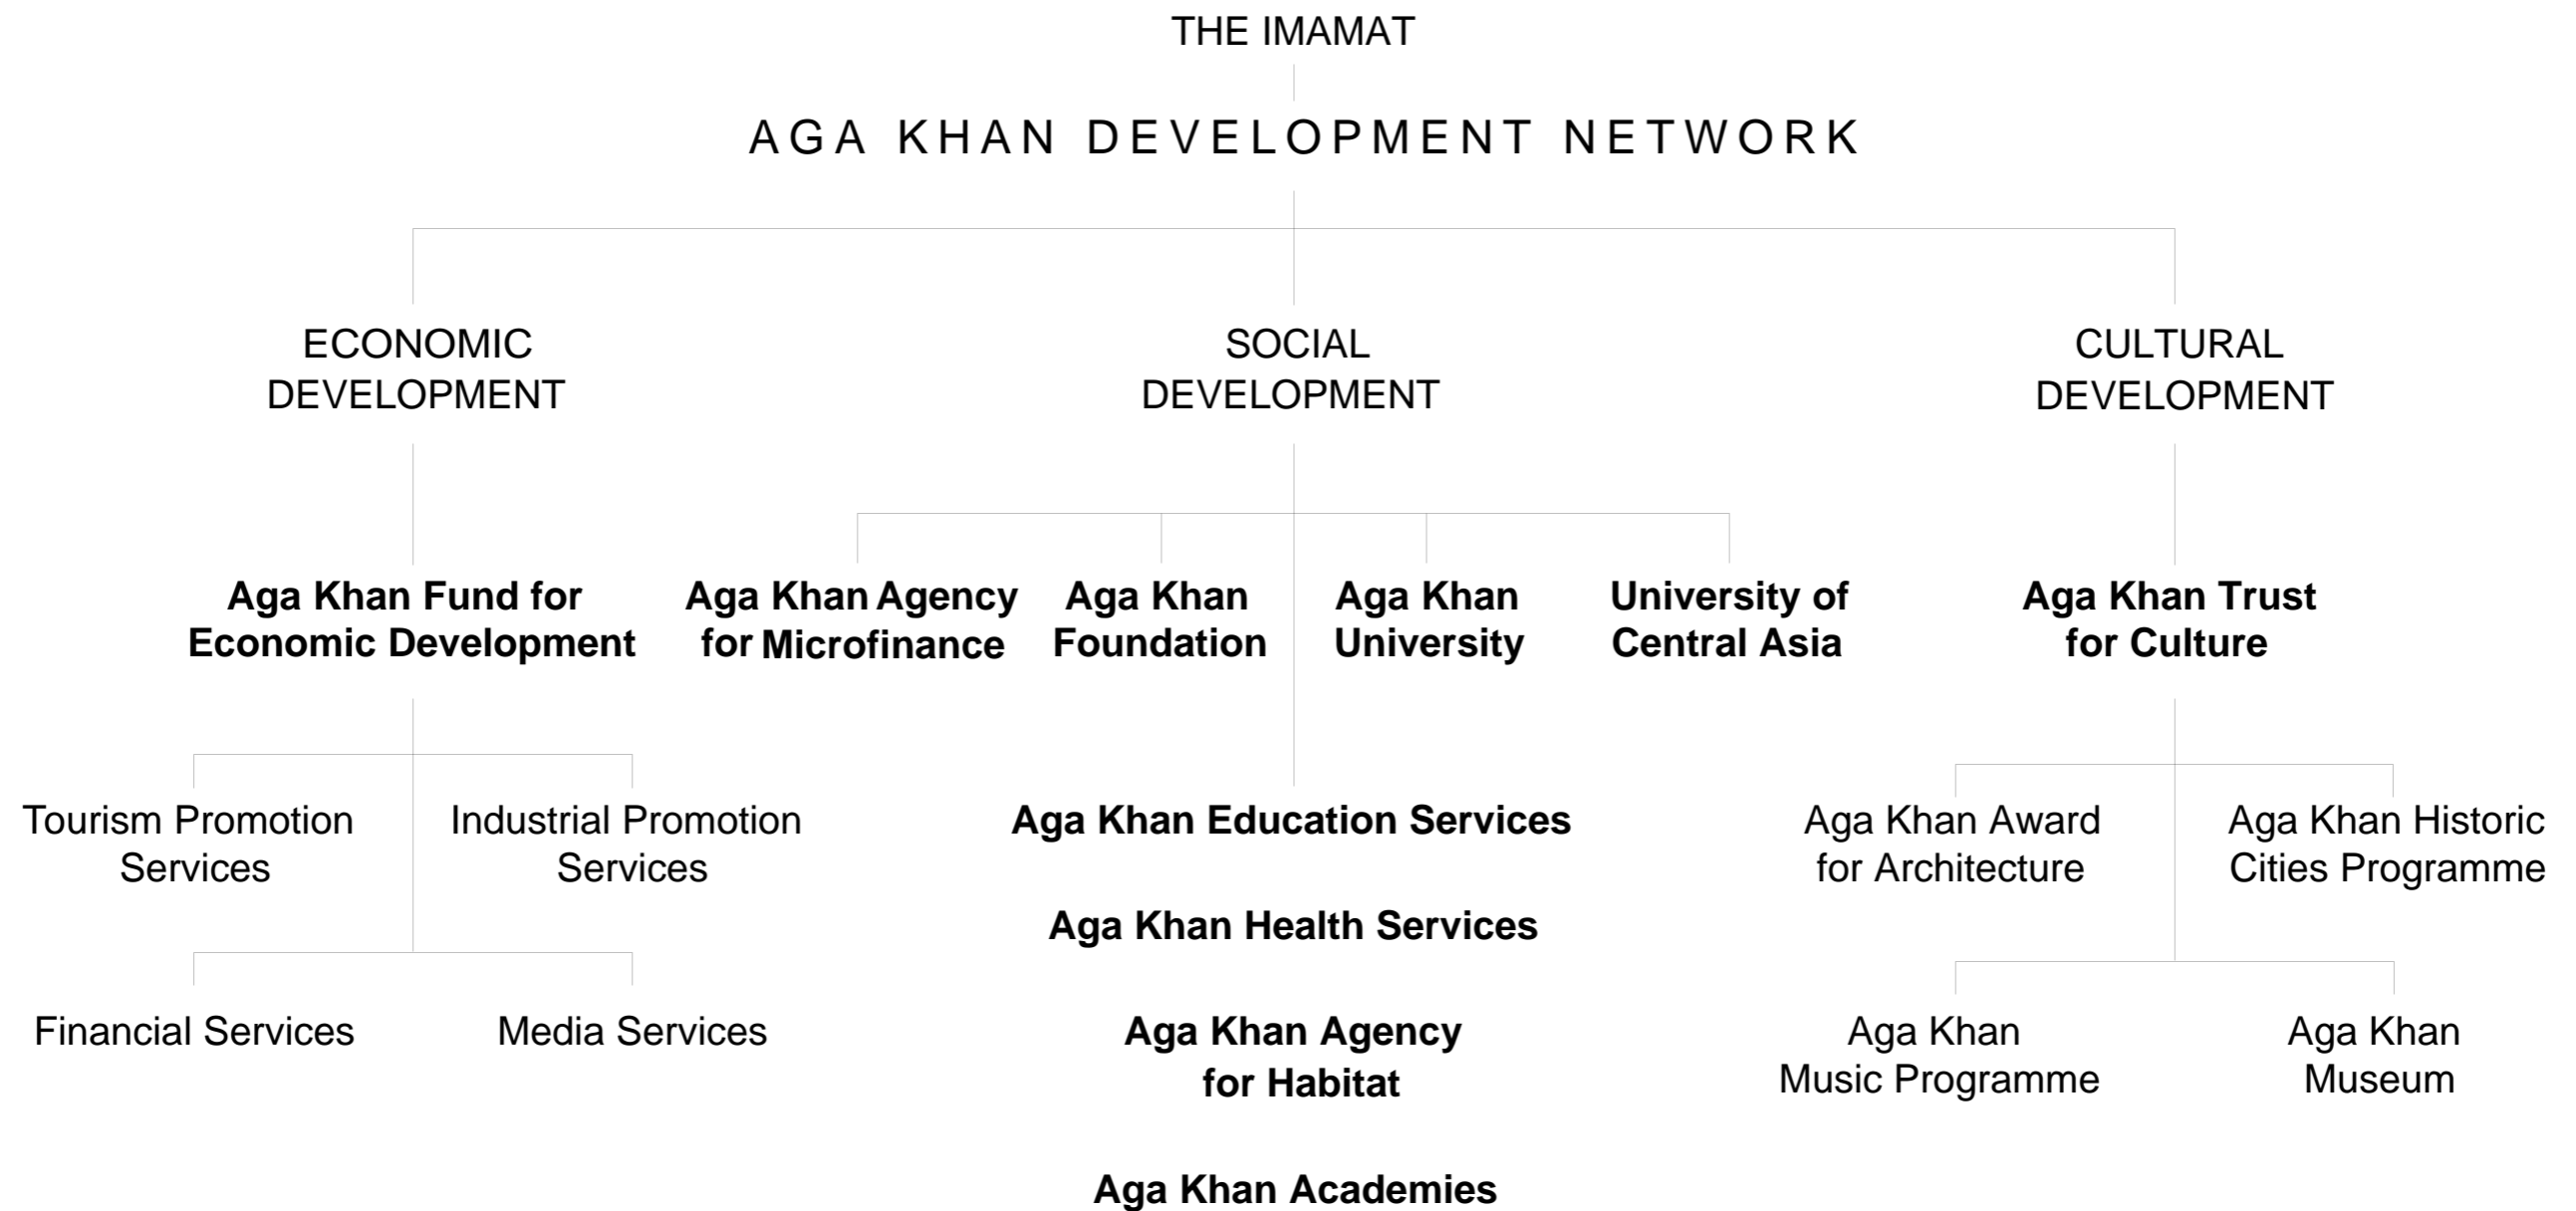 THE IMAMAT
AGA KHAN DEVELOPMENT NETWORK
ECONOMIC
DEVELOPMENT
SOCIAL
DEVELOPMENT
CULTURAL
DEVELOPMENT
Aga Khan Fund for
Economic Development
Aga Khan Agency
for Microfinance
Aga Khan
Foundation
Aga Khan
University
University of
Central Asia
Aga Khan Trust
for Culture
Tourism Promotion
Services
Industrial Promotion
Services
Financial Services
Media Services
Aga Khan Education Services
Aga Khan Health Services
Aga Khan Agency
for Habitat
Aga Khan Academies
Aga Khan Award
for Architecture
Aga Khan Historic
Cities Programme
Aga Khan
Music Programme
Aga Khan
Museum